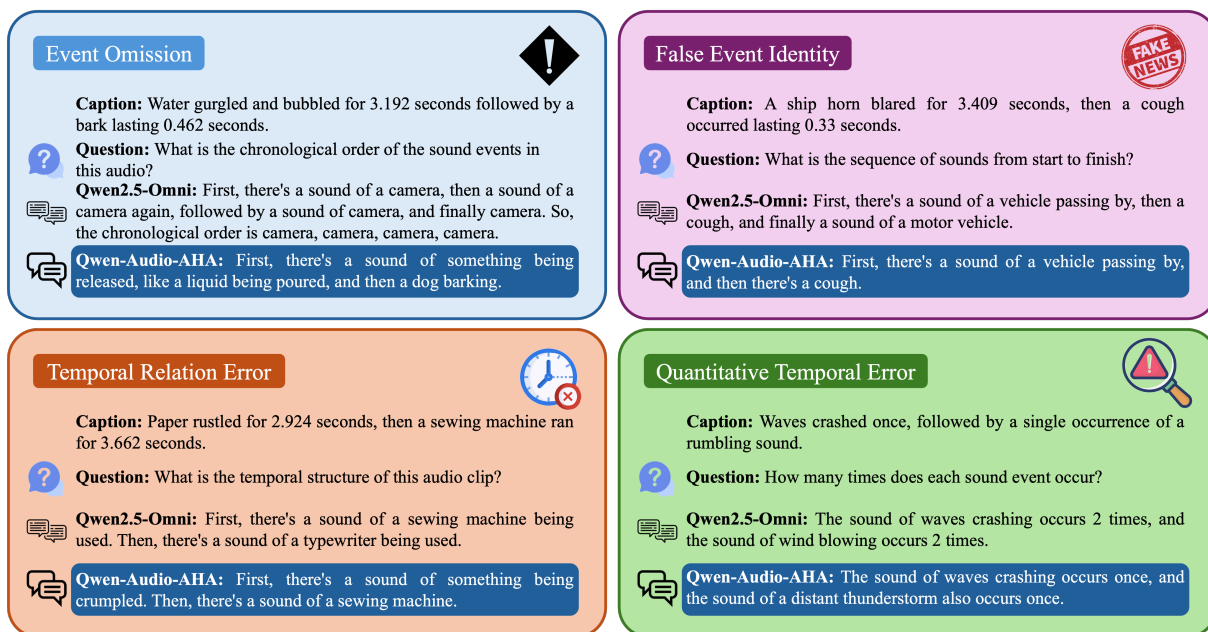 Event Omission
Caption: Water gurgled and bubbled for 3.192 seconds followed by a
bark lasting 0.462 seconds.
Question: What is the chronological order of the sound events in
this audio?
Qwen2.5-Omni: First, there's a sound of a camera, then a sound of a
camera again, followed by a sound of camera, and finally camera. So,
the chronological order is camera, camera, camera, camera.
Qwen-Audio-AHA: First, there's a sound of something being
released, like a liquid being poured, and then a dog barking.
False Event Identity
FAKE
NEWS
Caption: A ship horn blared for 3.409 seconds, then a cough
occurred lasting 0.33 seconds.
Question: What is the sequence of sounds from start to finish?
Qwen2.5-Omni: First, there's a sound of a vehicle passing by, then a
cough, and finally a sound of a motor vehicle.
Qwen-Audio-AHA: First, there's a sound of a vehicle passing by,
and then there's a cough.
Temporal Relation Error
Caption: Paper rustled for 2.924 seconds, then a sewing machine ran
for 3.662 seconds.
Question: What is the temporal structure of this audio clip?
Qwen2.5-Omni: First, there's a sound of a sewing machine being
used. Then, there's a sound of a typewriter being used.
Qwen-Audio-AHA: First, there's a sound of something being
crumpled. Then, there's a sound of a sewing machine.
Quantitative Temporal Error
Caption: Waves crashed once, followed by a single occurrence of a
rumbling sound.
Question: How many times does each sound event occur?
Qwen2.5-Omni: The sound of waves crashing occurs 2 times, and
the sound of wind blowing occurs 2 times.
Qwen-Audio-AHA: The sound of waves crashing occurs once, and
the sound of a distant thunderstorm also occurs once.